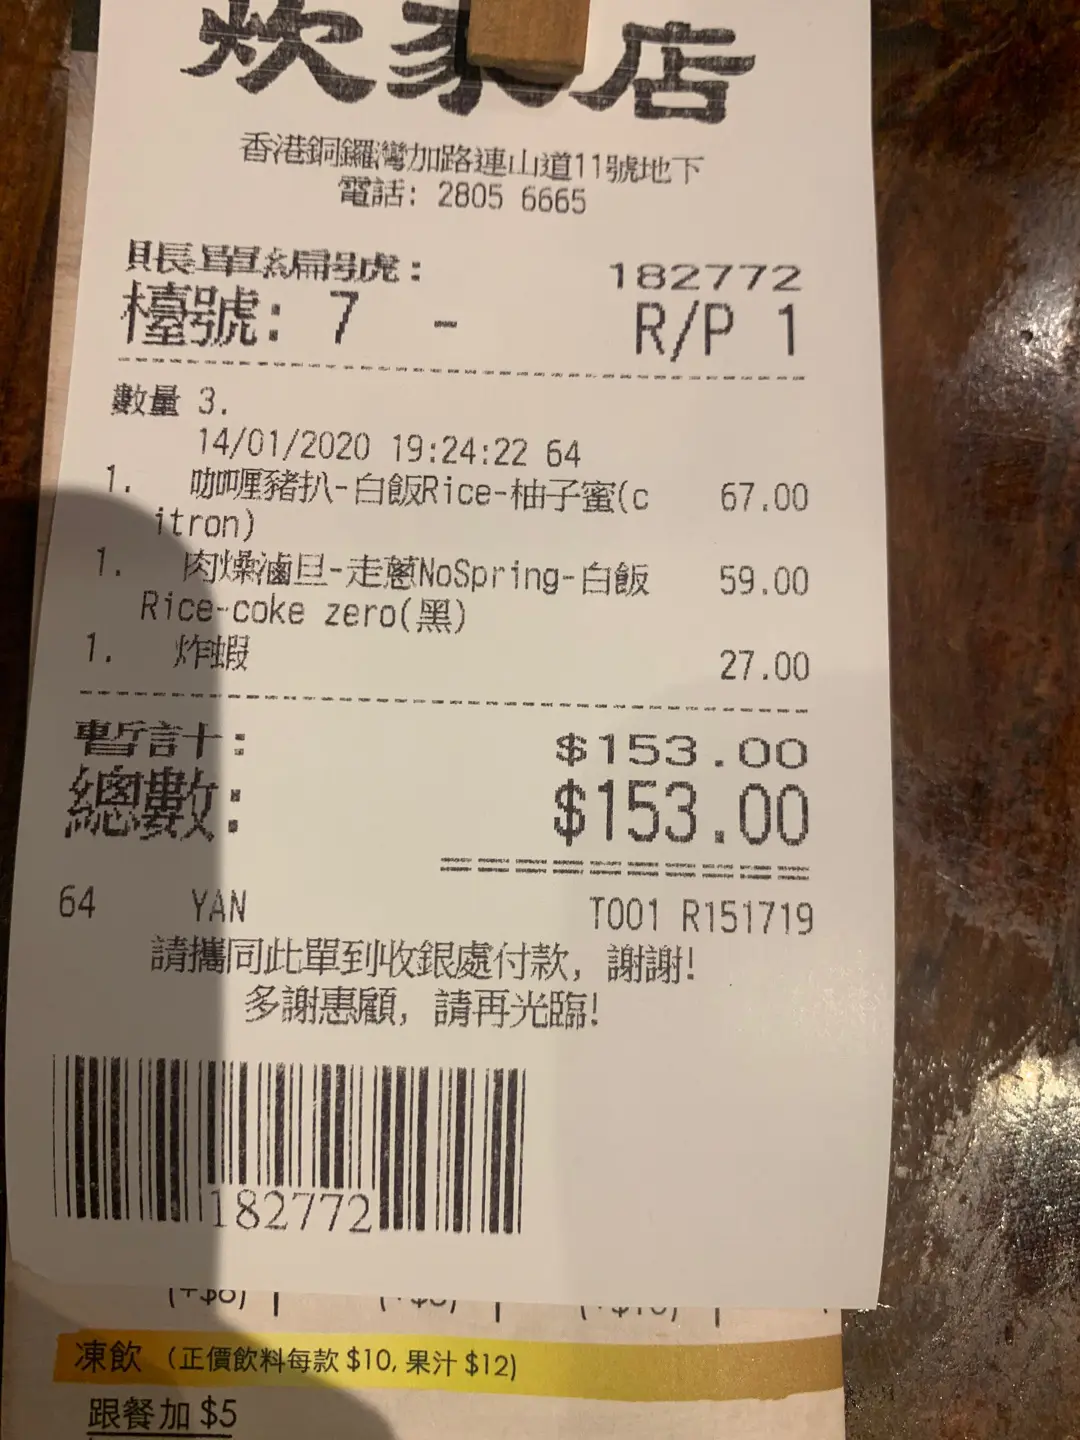 炊家店
香港銅鑼灣加路連山道11號地下
電話: 2805 6665
賬單編號: 182772
檯號: 7 - R/P 1
數量 3.
14/01/2020 19:24:22 64
1. 咖喱豬扒-白飯Rice-柚子蜜(c 67.00
itron)
1. 肉燥滷旦-走蔥NoSpring-白飯 59.00
Rice-coke zero(黑)
1. 炸蝦 27.00
暫計: $153.00
總數: $153.00
64 YAN T001 R151719
請攜同此單到收銀處付款, 謝謝!
多謝惠顧, 請再光臨!
182772
凍飲 (正價飲料每款 $10, 果汁 $12)
跟餐加 $5